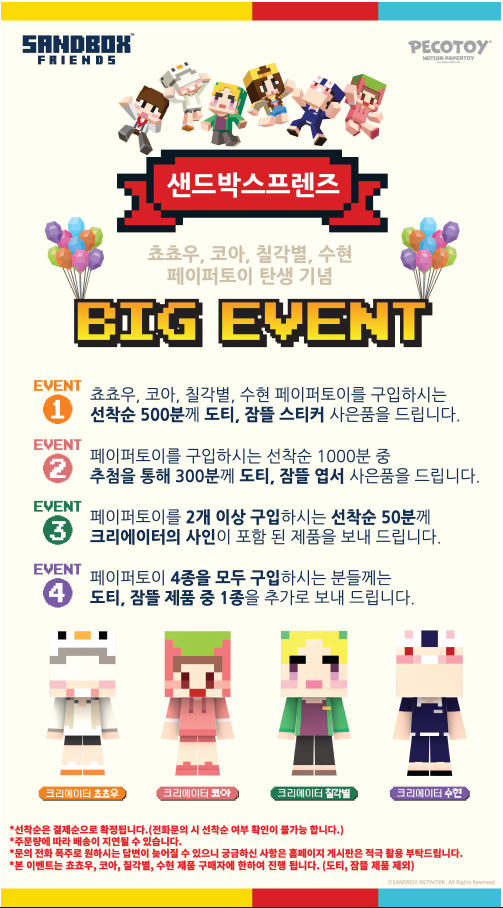 SANDBOX™
FRIENDS
PECOTOY®
MOTION PAPERTOY
샌드박스프렌즈
쵸쵸우, 코아, 칠각별, 수현
페이퍼토이 탄생 기념
BIG EVENT
EVENT
1
쵸쵸우, 코아, 칠각별, 수현 페이퍼토이를 구입하시는
선착순 500분께 도티, 잠뜰 스티커 사은품을 드립니다.
EVENT
2
페이퍼토이를 구입하시는 선착순 1000분 중
추첨을 통해 300분께 도티, 잠뜰 엽서 사은품을 드립니다.
EVENT
3
페이퍼토이를 2개 이상 구입하시는 선착순 50분께
크리에이터의 사인이 포함 된 제품을 보내 드립니다.
EVENT
4
페이퍼토이 4종을 모두 구입하시는 분들께는
도티, 잠뜰 제품 중 1종을 추가로 보내 드립니다.
크리에이터 쵸쵸우
크리에이터 코아
크리에이터 칠각별
크리에이터 수현
*선착순은 결제순으로 확정됩니다.(전화문의 시 선착순 여부 확인이 불가능 합니다.)
*주문량에 따라 배송이 지연될 수 있습니다.
*문의 전화 폭주로 원하시는 답변이 늦어질 수 있으니 궁금하신 사항은 홈페이지 게시판은 적극 활용 부탁드립니다.
*본 이벤트는 쵸쵸우, 코아, 칠각별, 수현 제품 구매자에 한하여 진행 됩니다. (도티, 잠뜰 제품 제외)
©SANDBOX NETWORK. All Rights Reserved.